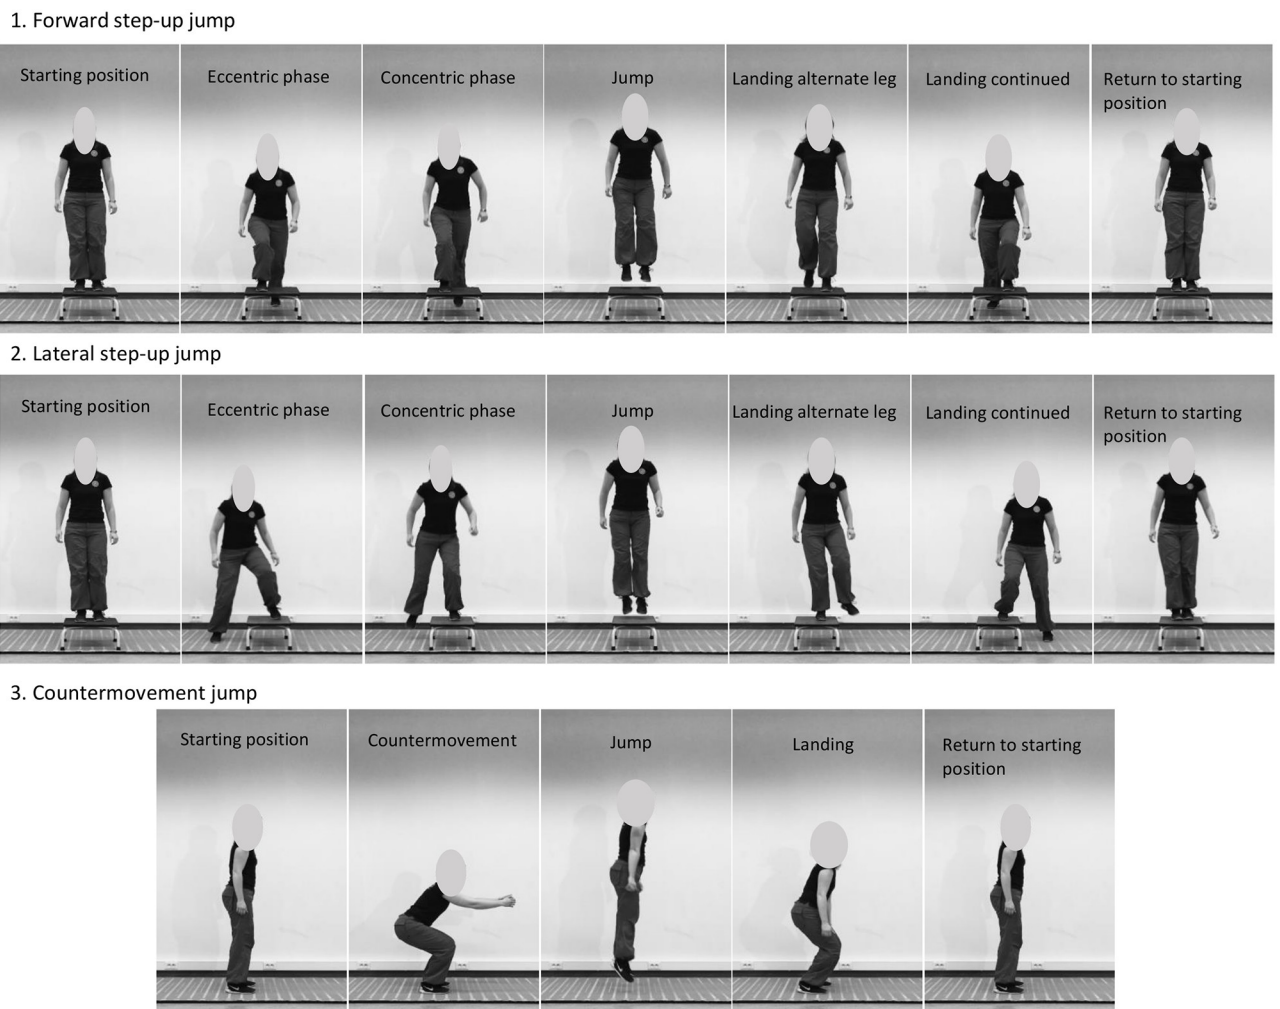 1. Forward step-up jump
Starting position
Eccentric phase
Concentric phase
Jump
Landing alternate leg
Landing continued
Return to starting
position
2. Lateral step-up jump
Starting position
Eccentric phase
Concentric phase
Jump
Landing alternate leg
Landing continued
Return to starting
position
3. Countermovement jump
Starting position
Countermovement
Jump
Landing
Return to starting
position